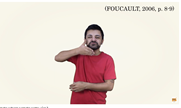 (FOUCAULT, 2006, p. 8-9)